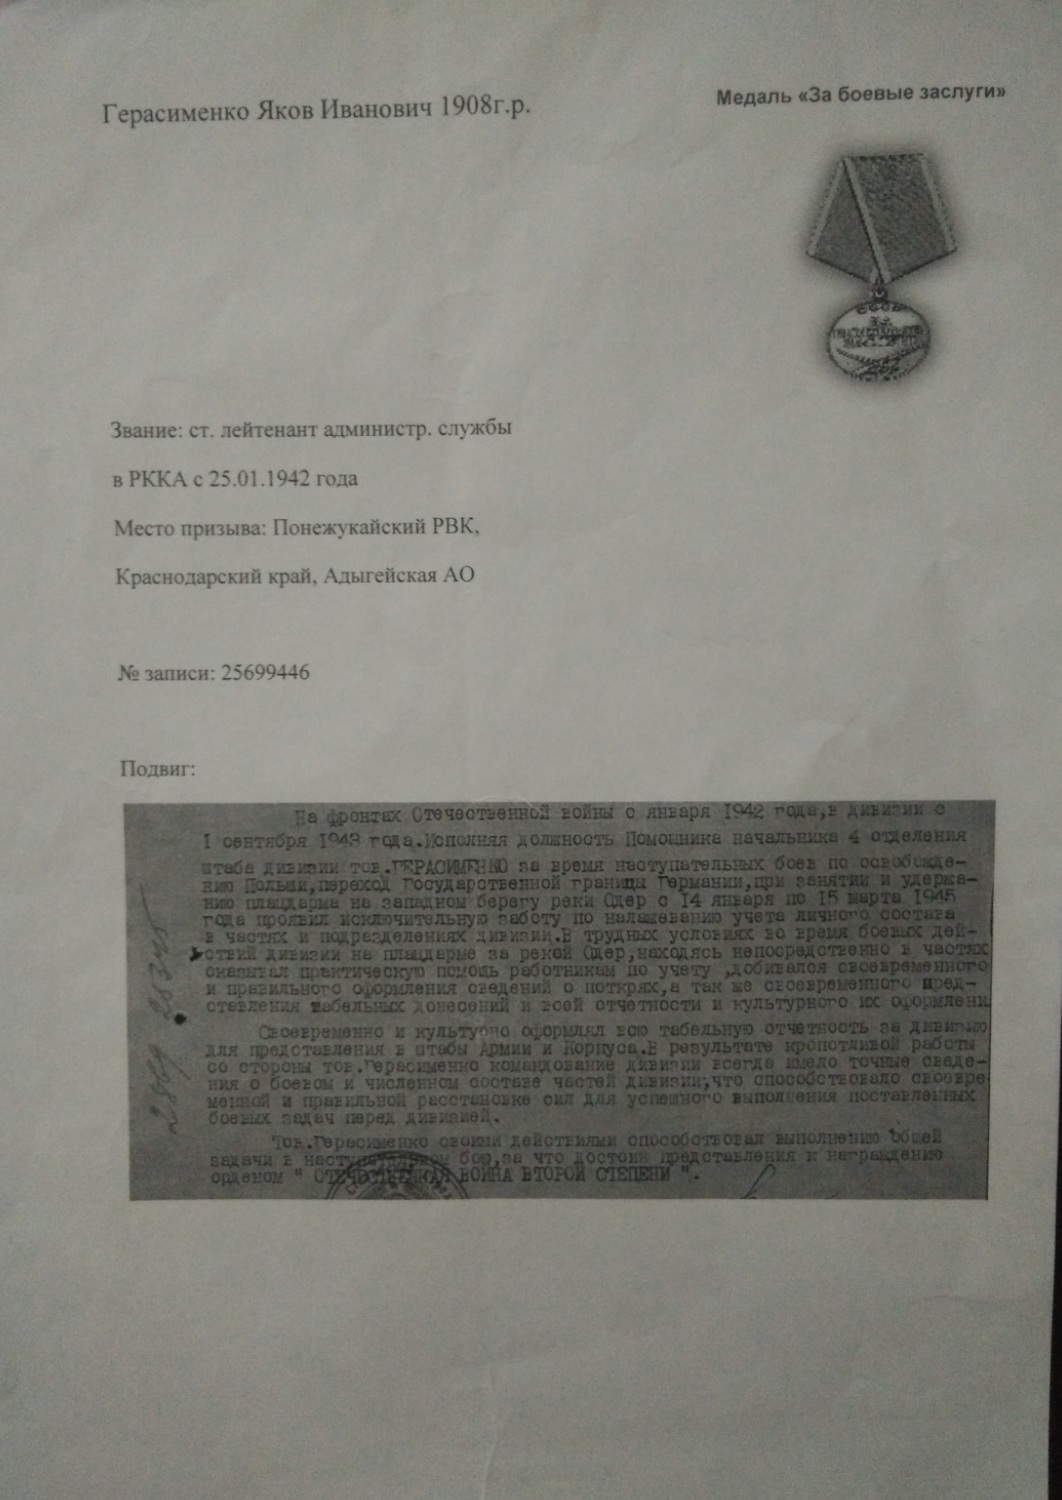 Герасименко Яков Иванович 1908г.р.
Медаль «За боевые заслуги»
Звание: ст. лейтенант администр. службы
в РККА с 25.01.1942 года
Место призыва: Понежукайский РВК,
Краснодарский край, Адыгейская АО
№ записи: 25699446
Подвиг:
На фронтах Отечественной войны с января 1942 года,в дивизии с
1 сентября 1943 года.Исполняя должность Помощника начальника 4 отделения
штаба дивизии тов.ГЕРАСИМЕНКО за время наступательных боев по освобожде-
нию Польши,переход Государственной границы Германии,при занятии и удержа-
нию плацдарма на западном берегу реки Одер с 14 января по 15 марта 1945
года проявил исключительную заботу по налаживанию учета личного состава
в частях и подразделениях дивизии.В трудных условиях во время боевых дей-
ствий дивизии на плацдарме за рекой Одер,находясь непосредственно в частях
оказывал практическую помощь работникам по учету ,добивался своевременного
и правильного оформления сведений о потерях,а так же своевременного пред-
ставления табельных донесений и всей отчетности и культурного их оформлени
Своевременно и культурно оформлял всю табельную отчетность за дивизию
для представления в штабы Армии и Корпуса.В результате кропотливой работы
со стороны тов.Герасименко командование дивизии всегда имело точные сведе-
ния о боевом и численном составе частей дивизии,что способствовало своевре
менной и правильной расстановке сил для успешного выполнения поставленных
боевых задач перед дивизией.
Тов.Герасименко своими действиями способствовал выполнению общей
задачи в наступательном бою,за что достоин представления к награждению
орденом " ОТЕЧЕСТВЕННАЯ ВОЙНА ВТОРОЙ СТЕПЕНИ ".